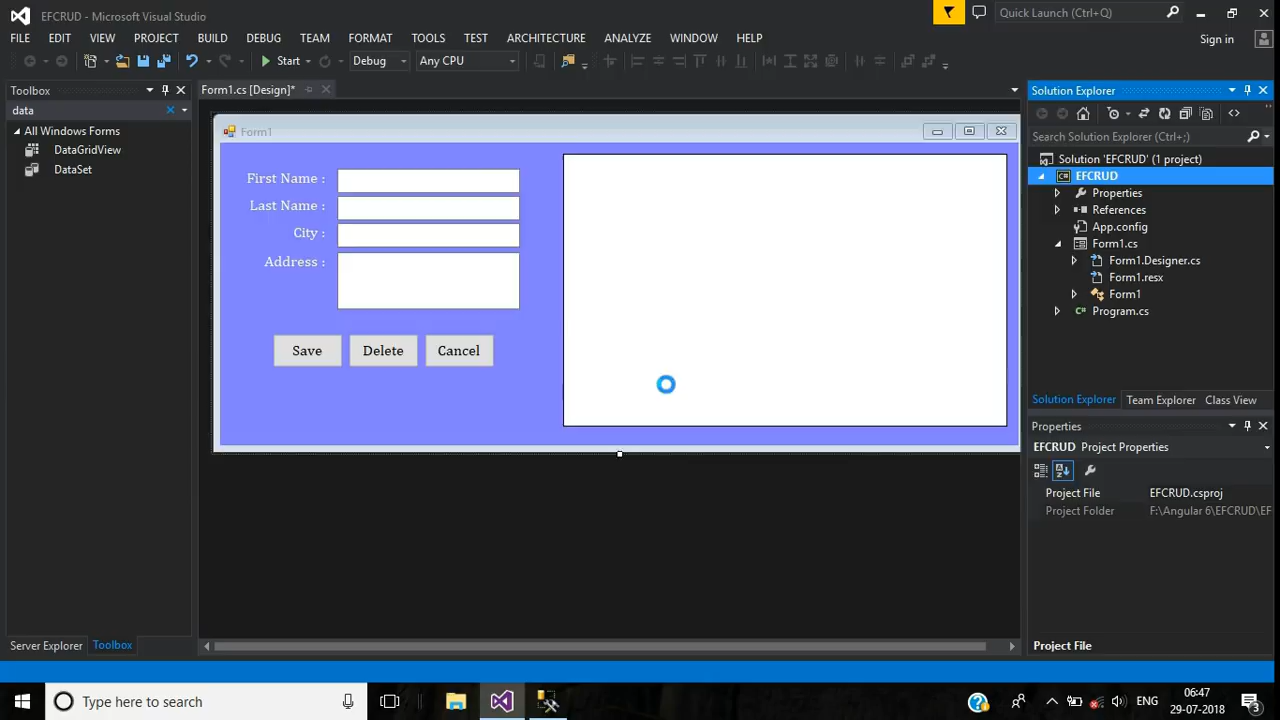 EFCRUD - Microsoft Visual Studio
Quick Launch (Ctrl+Q)
FILE EDIT VIEW PROJECT BUILD DEBUG TEAM FORMAT TOOLS TEST ARCHITECTURE ANALYZE WINDOW HELP
Sign in
Start Debug Any CPU
Toolbox
Form1.cs [Design]*
Solution Explorer
data
All Windows Forms
DataGridView
DataSet
Form1
First Name :
Last Name :
City :
Address :
Save Delete Cancel
Search Solution Explorer (Ctrl+;)
Solution 'EFCRUD' (1 project)
C# EFCRUD
Properties
References
App.config
Form1.cs
Form1.Designer.cs
Form1.resx
Form1
C# Program.cs
Solution Explorer Team Explorer Class View
Properties
EFCRUD Project Properties
Project File EFCRUD.csproj
Project Folder F:\Angular 6\EFCRUD\EF
Project File
Server Explorer Toolbox
Type here to search
ENG
06:47
29-07-2018
3